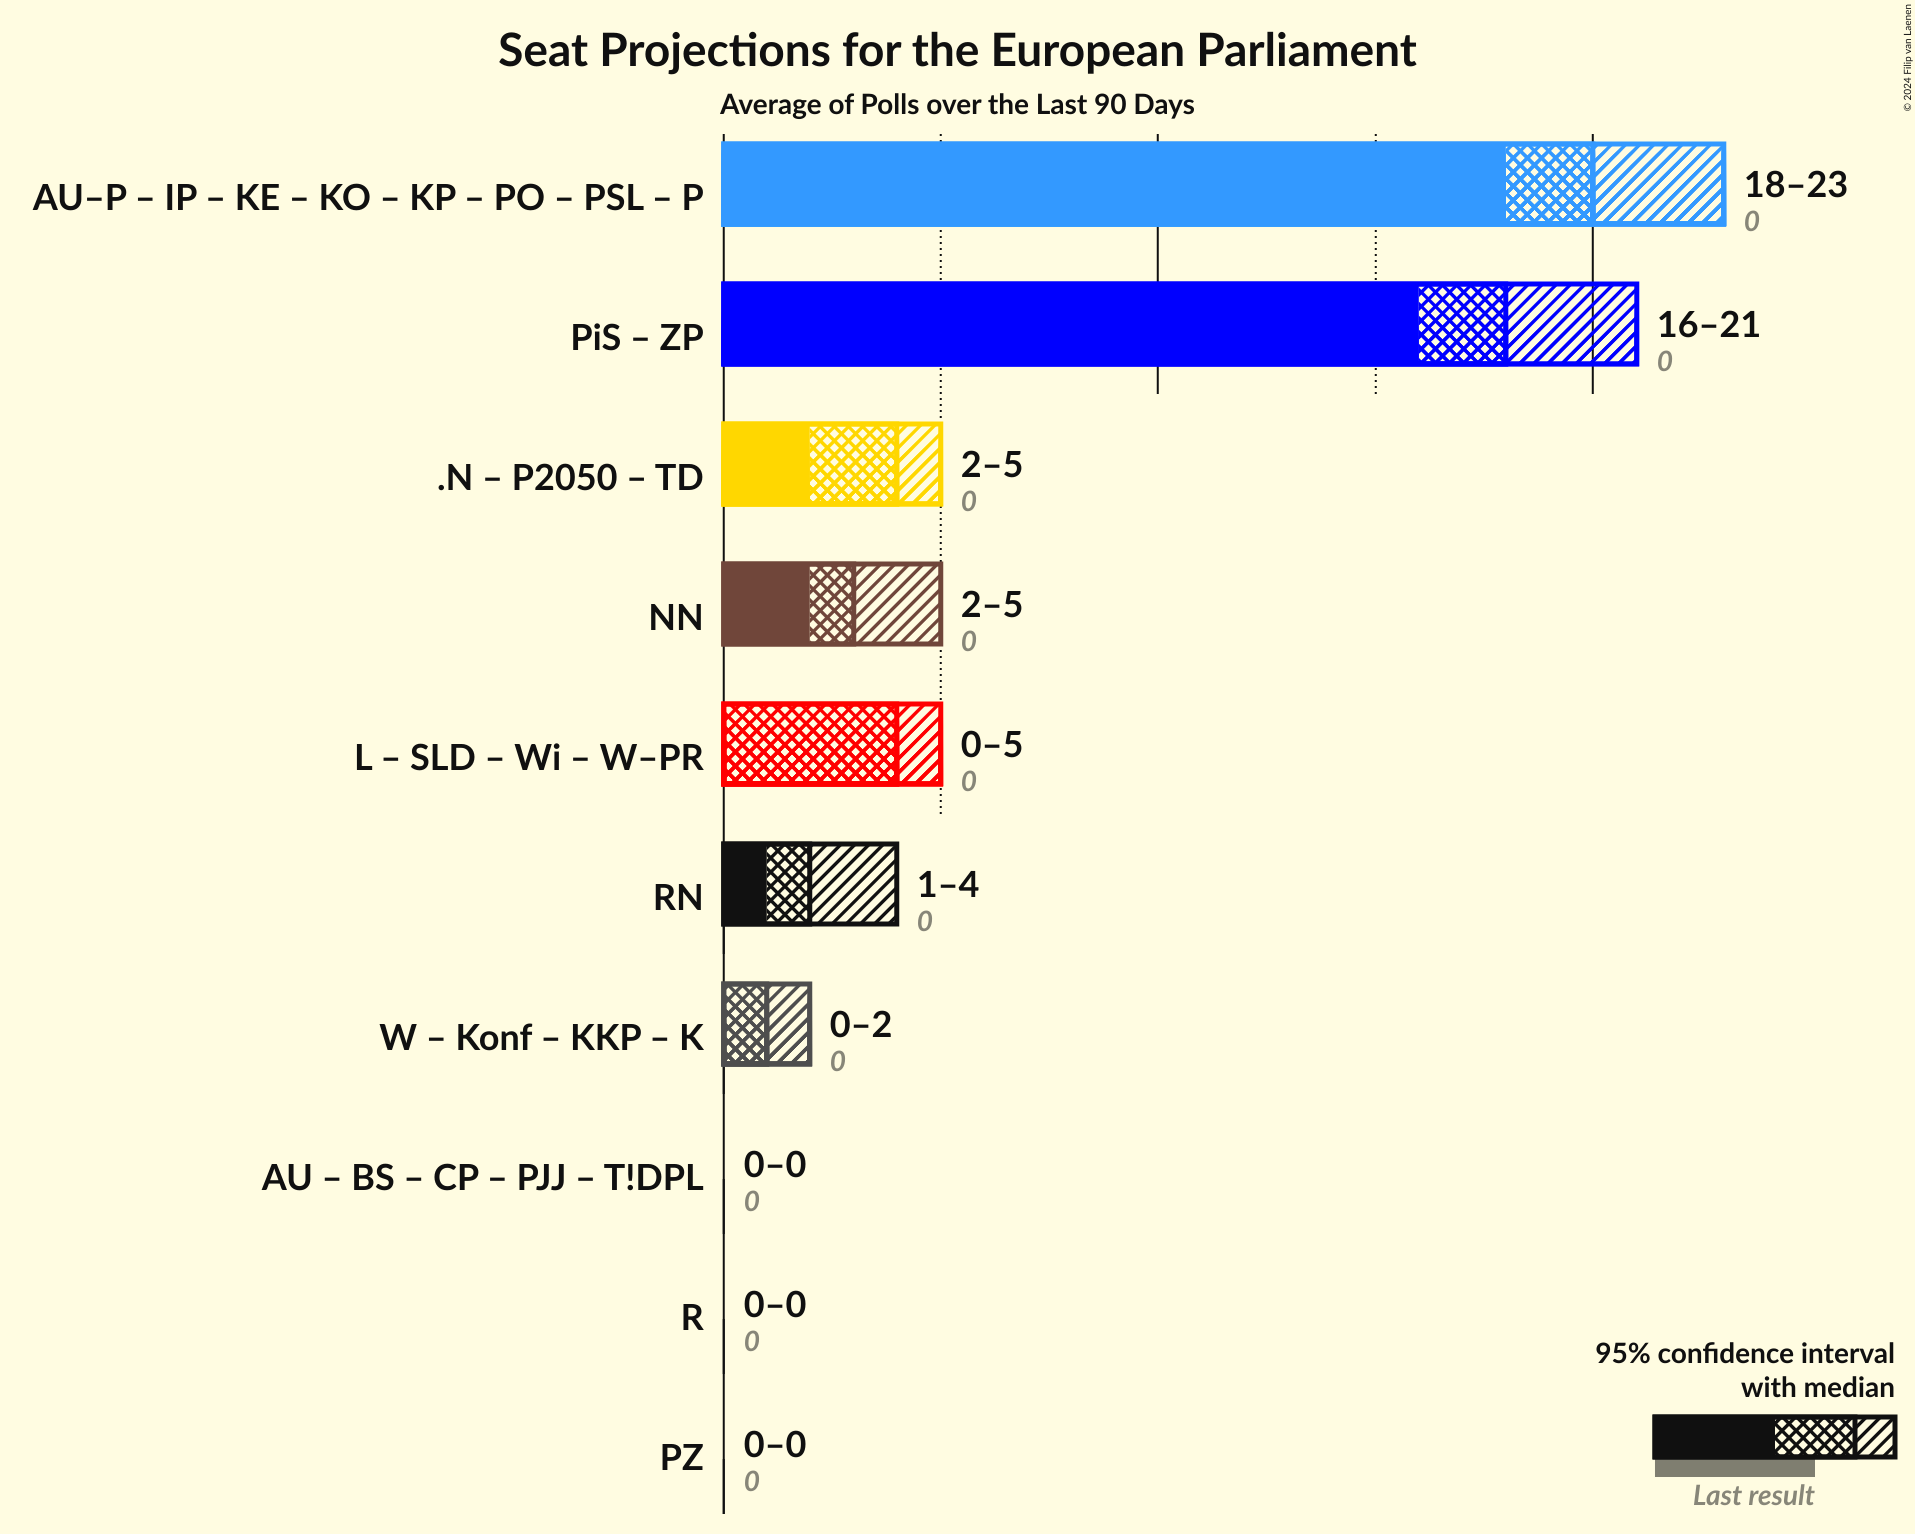 Seat Projections for the European Parliament
Average of Polls over the Last 90 Days
© 2024 Filip van Laenen
AU–P – IP – KE – KO – KP – PO – PSL – P
18–23
0
PiS – ZP
16–21
0
.N – P2050 – TD
2–5
0
NN
2–5
0
L – SLD – Wi – W–PR
0–5
0
RN
1–4
0
W – Konf – KKP – K
0–2
0
AU – BS – CP – PJJ – T!DPL
0–0
0
R
0–0
0
PZ
0–0
0
95% confidence interval
with median
Last result